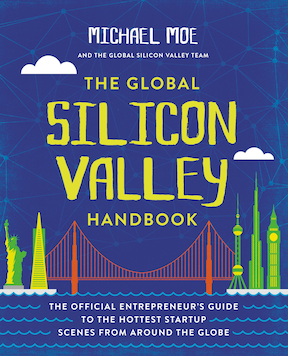 MICHAEL MOE
AND THE GLOBAL SILICON VALLEY TEAM
THE GLOBAL
SILICON
VALLEY
HANDBOOK
THE OFFICIAL ENTREPRENEUR'S GUIDE
TO THE HOTTEST STARTUP
SCENES FROM AROUND THE GLOBE